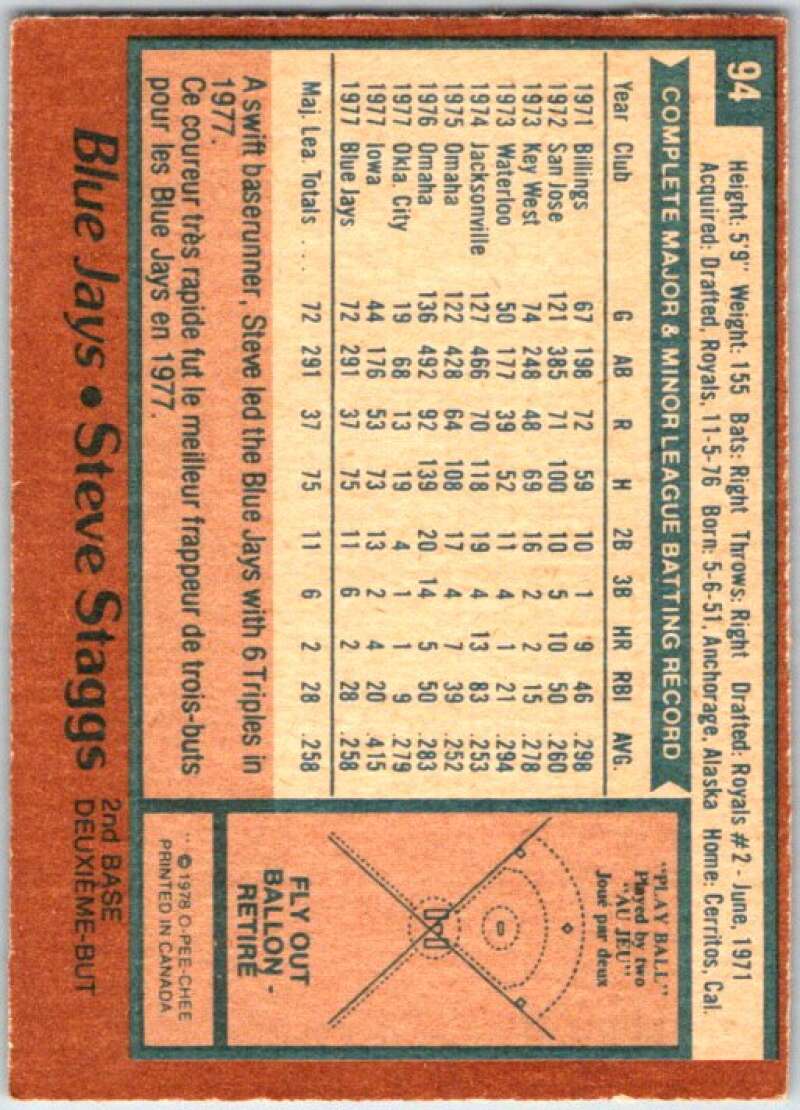 94
Height: 5'9" Weight: 155 Bats: Right Throws: Right Drafted: Royals #2 - June, 1971
Acquired: Drafted, Royals, 11-5-76 Born: 5-6-51, Anchorage, Alaska Home: Cerritos, Cal.
COMPLETE MAJOR & MINOR LEAGUE BATTING RECORD
Year Club G AB R H 2B 3B HR RBI AVG.
1971 Billings 67 198 72 59 10 1 9 46 .298
1972 San Jose 121 385 71 100 10 5 10 50 .260
1973 Key West 74 248 48 69 16 2 2 15 .278
1973 Waterloo 50 177 39 52 11 4 1 21 .294
1974 Jacksonville 127 466 70 118 19 4 13 83 .253
1975 Omaha 122 428 64 108 17 4 7 39 .252
1976 Omaha 136 492 92 139 20 14 5 50 .283
1977 Okla. City 19 68 13 19 4 1 1 9 .279
1977 Iowa 44 176 53 73 13 2 4 20 .415
1977 Blue Jays 72 291 37 75 11 6 2 28 .258
Maj. Lea. Totals .... 72 291 37 75 11 6 2 28 .258
A swift baserunner, Steve led the Blue Jays with 6 Triples in
1977.
Ce coureur très rapide fut le meilleur frappeur de trois-buts
pour les Blue Jays en 1977.
"PLAY BALL"
Played by two
"AU JEU"
Joué par deux
FLY OUT
BALLON -
RETIRÉ
** © 1978 O-PEE-CHEE
PRINTED IN CANADA
Blue Jays • Steve Staggs
2nd BASE
DEUXIÈME-BUT